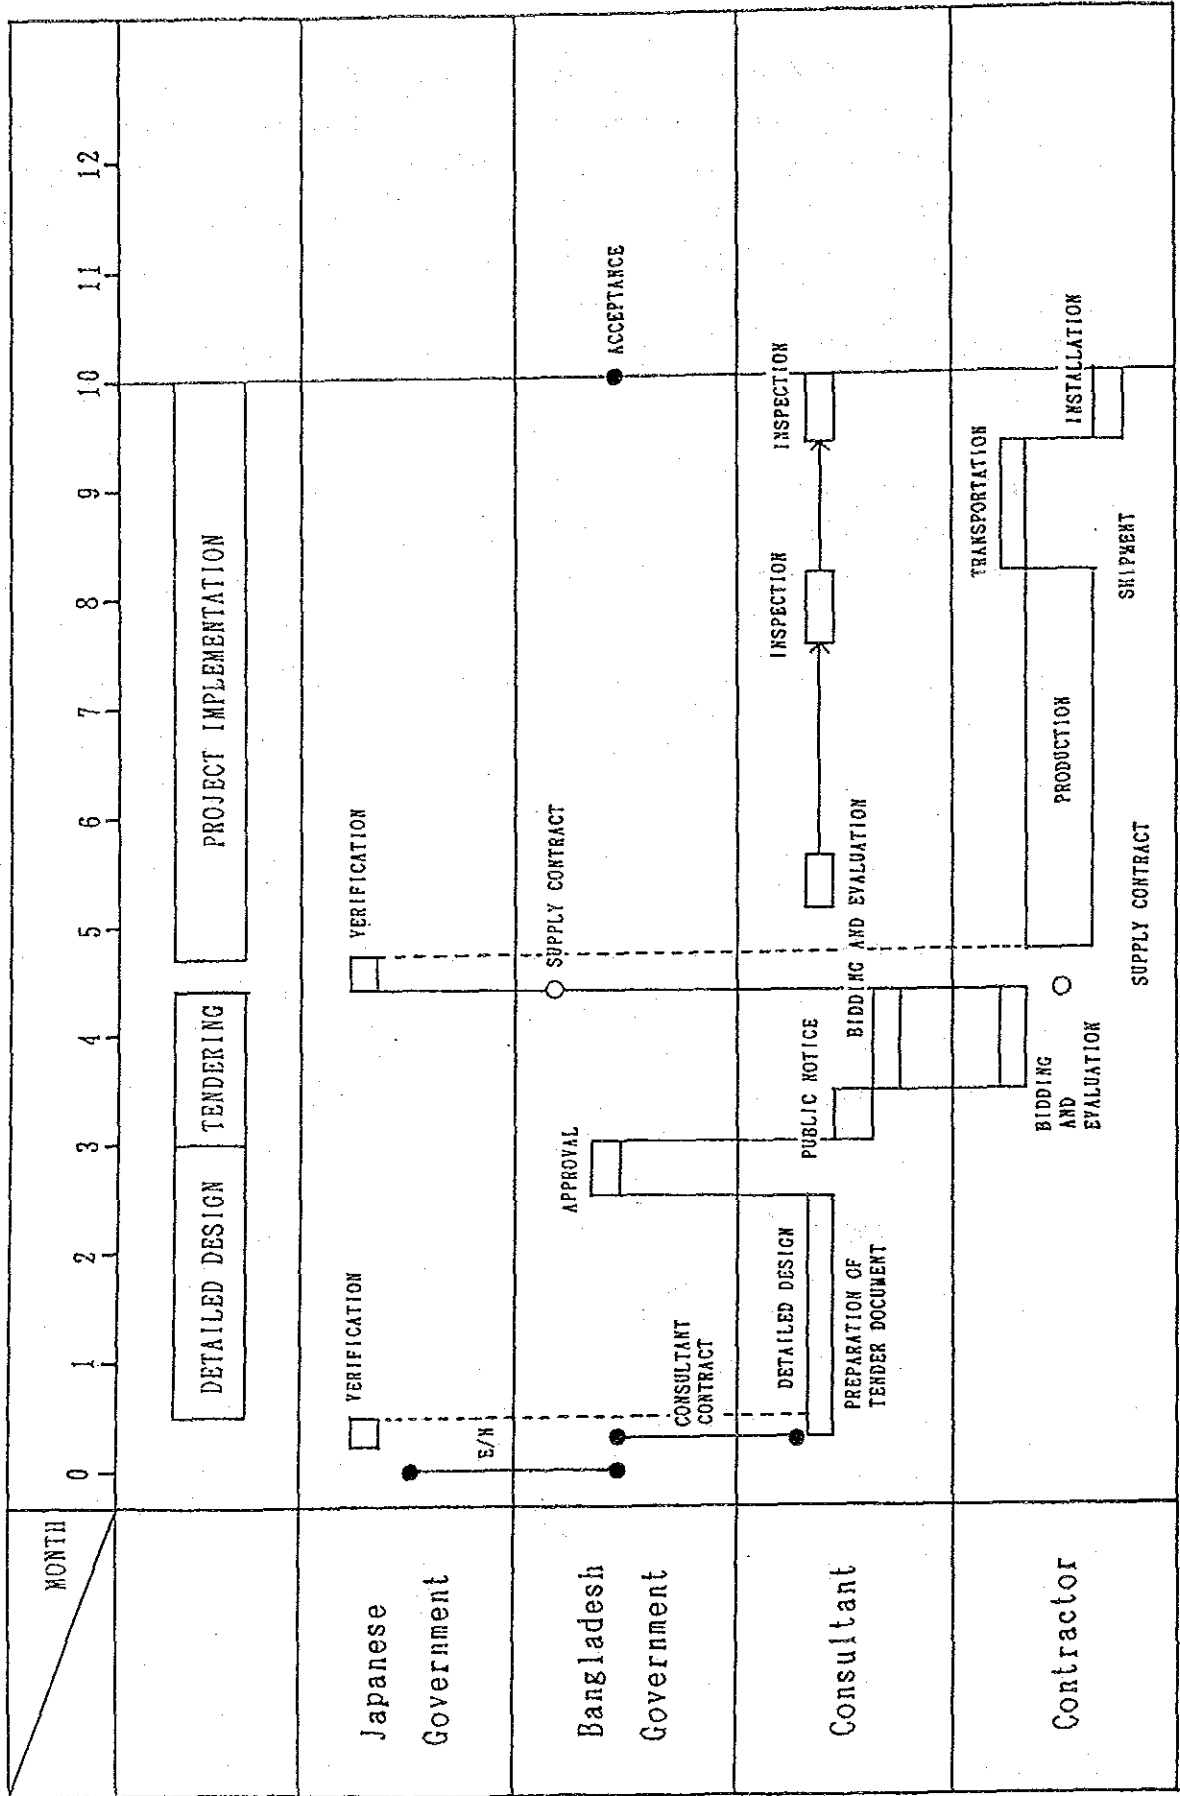 MONTH
0 1 2 3 4 5 6 7 8 9 10 11 12
DETAILED DESIGN
TENDERING
PROJECT IMPLEMENTATION
Japanese
Government
VERIFICATION
VERIFICATION
E/N
Bangladesh
Government
APPROVAL
SUPPLY CONTRACT
ACCEPTANCE
CONSULTANT
CONTRACT
Consultant
DETAILED DESIGN
PREPARATION OF
TENDER DOCUMENT
PUBLIC NOTICE
BIDDING AND EVALUATION
INSPECTION
INSPECTION
Contractor
BIDDING
AND
EVALUATION
SUPPLY CONTRACT
PRODUCTION
TRANSPORTATION
SHIPMENT
INSTALLATION